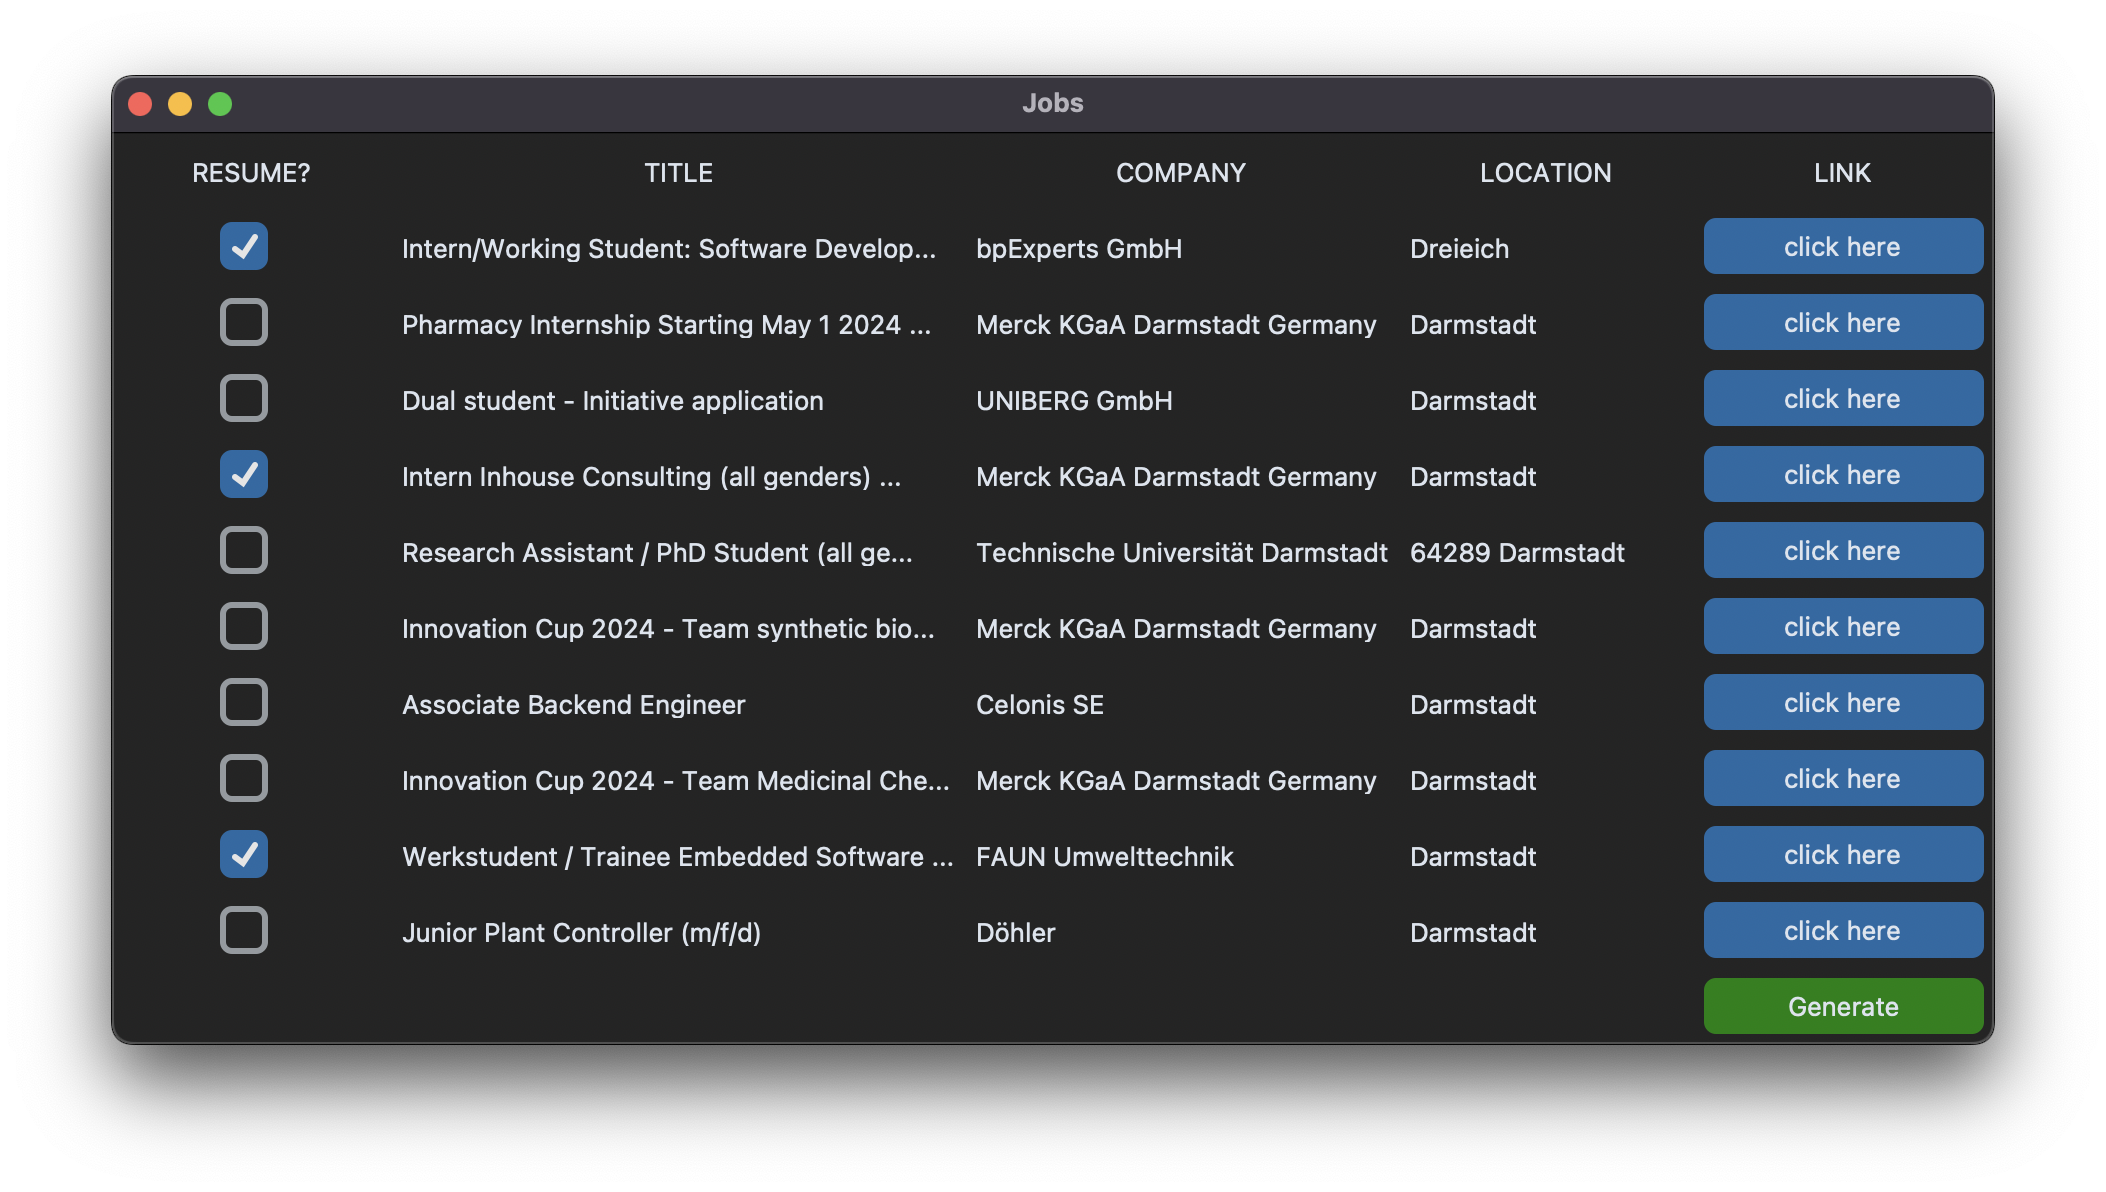 Jobs
RESUME? TITLE COMPANY LOCATION LINK
Intern/Working Student: Software Develop... bpExperts GmbH Dreieich click here
Pharmacy Internship Starting May 1 2024 ... Merck KGaA Darmstadt Germany Darmstadt click here
Dual student - Initiative application UNIBERG GmbH Darmstadt click here
Intern Inhouse Consulting (all genders) ... Merck KGaA Darmstadt Germany Darmstadt click here
Research Assistant / PhD Student (all ge... Technische Universität Darmstadt 64289 Darmstadt click here
Innovation Cup 2024 - Team synthetic bio... Merck KGaA Darmstadt Germany Darmstadt click here
Associate Backend Engineer Celonis SE Darmstadt click here
Innovation Cup 2024 - Team Medicinal Che... Merck KGaA Darmstadt Germany Darmstadt click here
Werkstudent / Trainee Embedded Software ... FAUN Umwelttechnik Darmstadt click here
Junior Plant Controller (m/f/d) Döhler Darmstadt click here
Generate